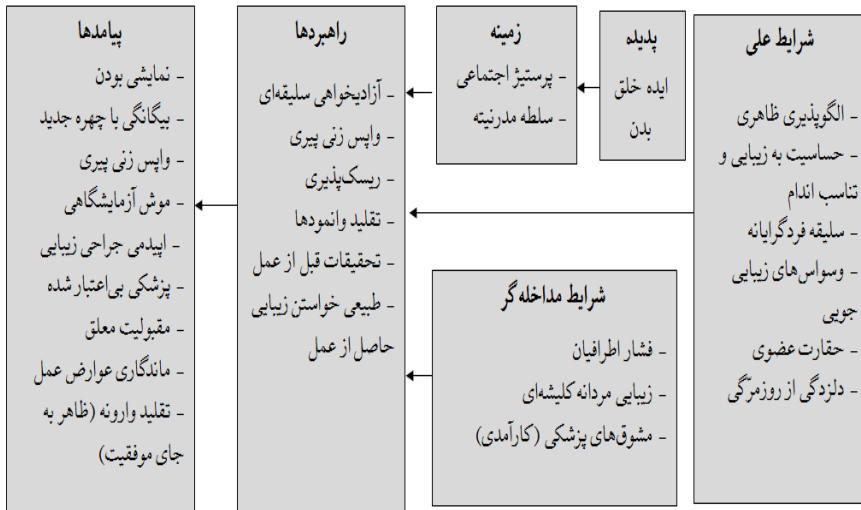 شرایط علی
- الگوپذیری ظاهری
- حساسیت به زیبایی و
تناسب اندام
- سلیقه فردگرایانه
- وسواس‌های زیبایی
جویی
- حقارت عضوی
- دلزدگی از روزمرّگی
پدیده
ایده خلق
بدن
زمینه
- پرستیژ اجتماعی
- سلطه مدرنیته
شرایط مداخله‌گر
- فشار اطرافیان
- زیبایی مردانه کلیشه‌ای
- مشوق‌های پزشکی (کارآمدی)
راهبردها
- آزادیخواهی سلیقه‌ای
- واپس زنی پیری
- ریسک‌پذیری
- تقلید وانمودها
- تحقیقات قبل از عمل
- طبیعی خواستن زیبایی
حاصل از عمل
پیامدها
- نمایشی بودن
- بیگانگی با چهره جدید
- واپس زنی پیری
- موش آزمایشگاهی
- اپیدمی جراحی زیبایی
- پزشکی بی‌اعتبار شده
- مقبولیت معلق
- ماندگاری عوارض عمل
- تقلید وارونه (ظاهر به
جای موفقیت)